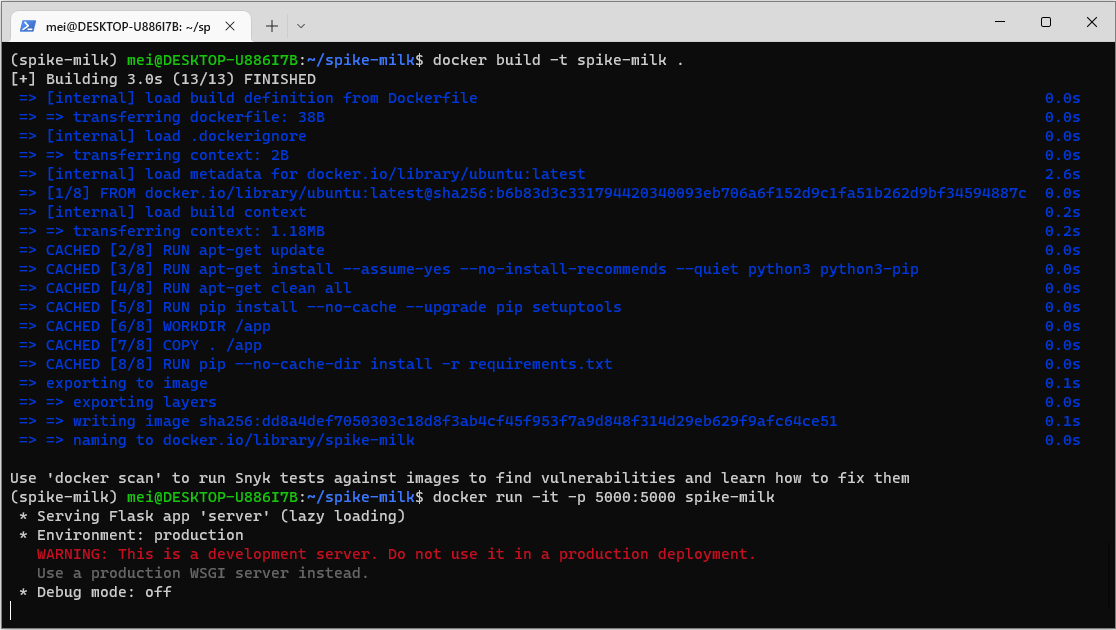 mei@DESKTOP-U886I7B: ~/sp
(spike-milk) mei@DESKTOP-U886I7B:~/spike-milk$ docker build -t spike-milk .
[+] Building 3.0s (13/13) FINISHED
=> [internal] load build definition from Dockerfile 0.0s
=> => transferring dockerfile: 38B 0.0s
=> [internal] load .dockerignore 0.0s
=> => transferring context: 2B 0.0s
=> [internal] load metadata for docker.io/library/ubuntu:latest 2.6s
=> [1/8] FROM docker.io/library/ubuntu:latest@sha256:b6b83d3c331794420340093eb706a6f152d9c1fa51b262d9bf34594887c 0.0s
=> [internal] load build context 0.2s
=> => transferring context: 1.18MB 0.2s
=> CACHED [2/8] RUN apt-get update 0.0s
=> CACHED [3/8] RUN apt-get install --assume-yes --no-install-recommends --quiet python3 python3-pip 0.0s
=> CACHED [4/8] RUN apt-get clean all 0.0s
=> CACHED [5/8] RUN pip install --no-cache --upgrade pip setuptools 0.0s
=> CACHED [6/8] WORKDIR /app 0.0s
=> CACHED [7/8] COPY . /app 0.0s
=> CACHED [8/8] RUN pip --no-cache-dir install -r requirements.txt 0.0s
=> exporting to image 0.1s
=> => exporting layers 0.0s
=> => writing image sha256:dd8a4def7050303c18d8f3ab4cf45f953f7a9d848f314d29eb629f9afc64ce51 0.1s
=> => naming to docker.io/library/spike-milk 0.0s
Use 'docker scan' to run Snyk tests against images to find vulnerabilities and learn how to fix them
(spike-milk) mei@DESKTOP-U886I7B:~/spike-milk$ docker run -it -p 5000:5000 spike-milk
* Serving Flask app 'server' (lazy loading)
* Environment: production
WARNING: This is a development server. Do not use it in a production deployment.
Use a production WSGI server instead.
* Debug mode: off